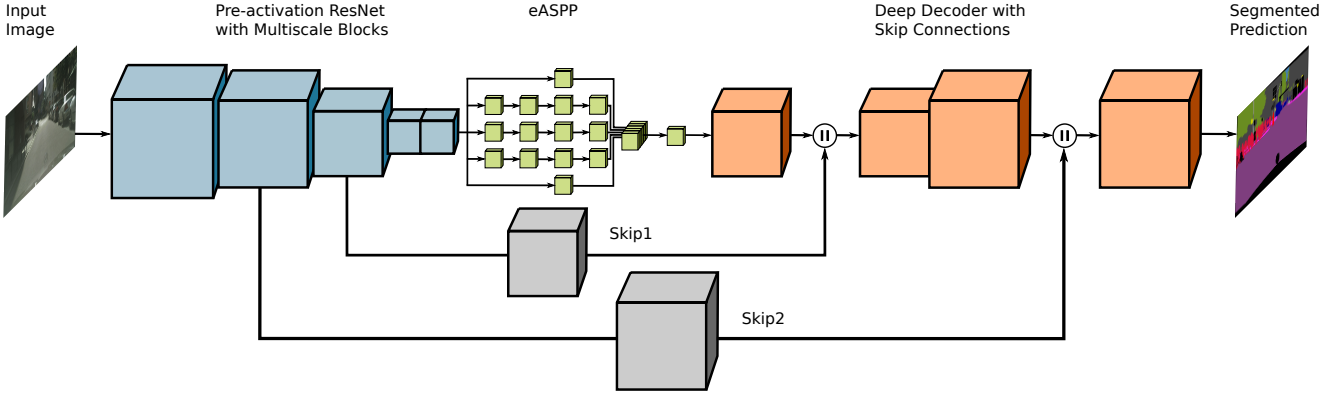 Input
Image
Pre-activation ResNet
with Multiscale Blocks
eASPP
Deep Decoder with
Skip Connections
Segmented
Prediction
Skip1
Skip2